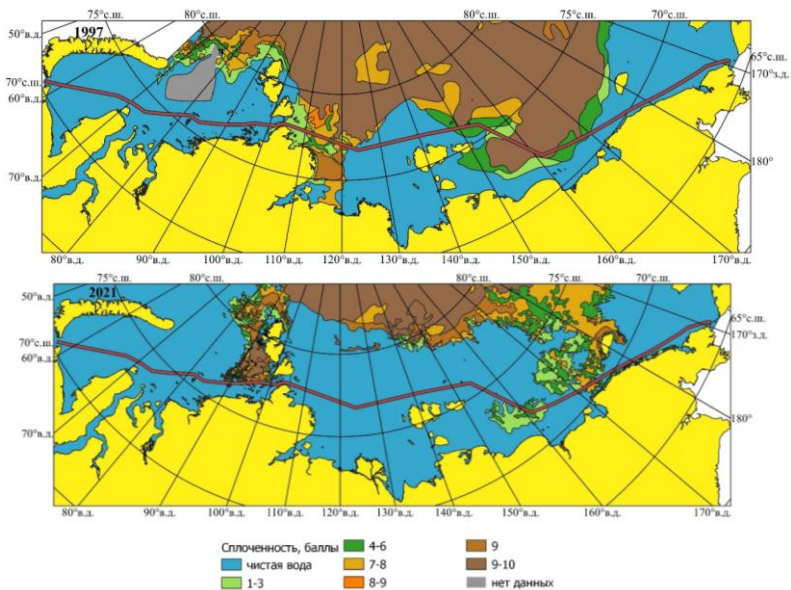 75°с.ш.
80°с.ш.
80°с.ш.
75°с.ш.
70°с.ш.
50°в.д.
1997
65°с.ш.
170°з.д.
70°с.ш.
60°в.д.
70°в.д.
180°
80°в.д.
90°в.д.
100°в.д.
110°в.д.
120°в.д.
130°в.д.
140°в.д.
150°в.д.
160°в.д.
170°в.д.
75°с.ш.
80°с.ш.
80°с.ш.
75°с.ш.
70°с.ш.
50°в.д.
2021
65°с.ш.
170°з.д.
70°с.ш.
60°в.д.
70°в.д.
180°
80°в.д.
90°в.д.
100°в.д.
110°в.д.
120°в.д.
130°в.д.
140°в.д.
150°в.д.
160°в.д.
170°в.д.
Сплоченность, баллы
чистая вода
1-3
4-6
7-8
8-9
9
9-10
нет данных